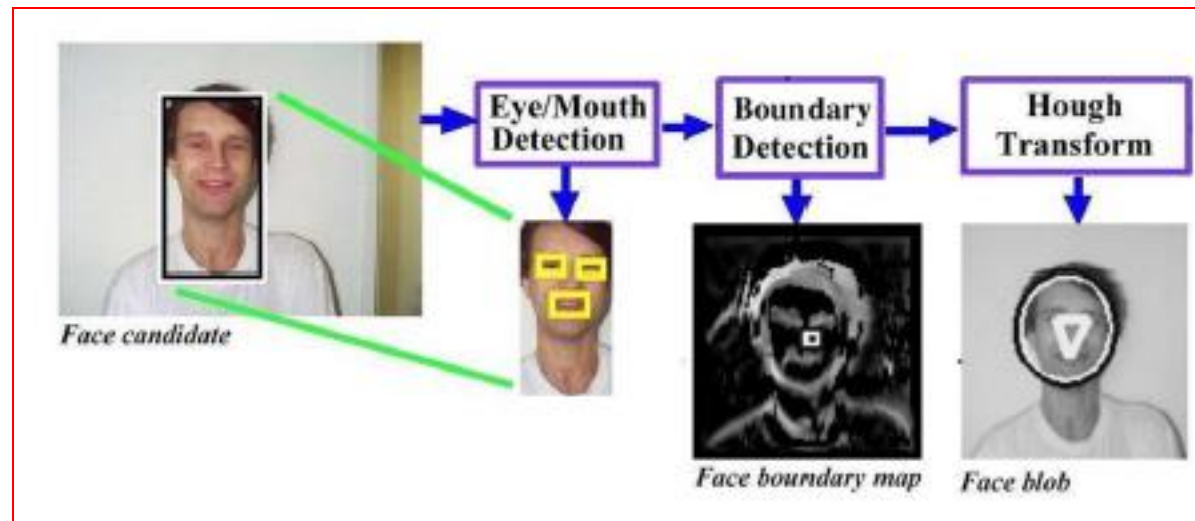 Eye/Mouth
Detection
Boundary
Detection
Hough
Transform
Face candidate
Face boundary map
Face blob